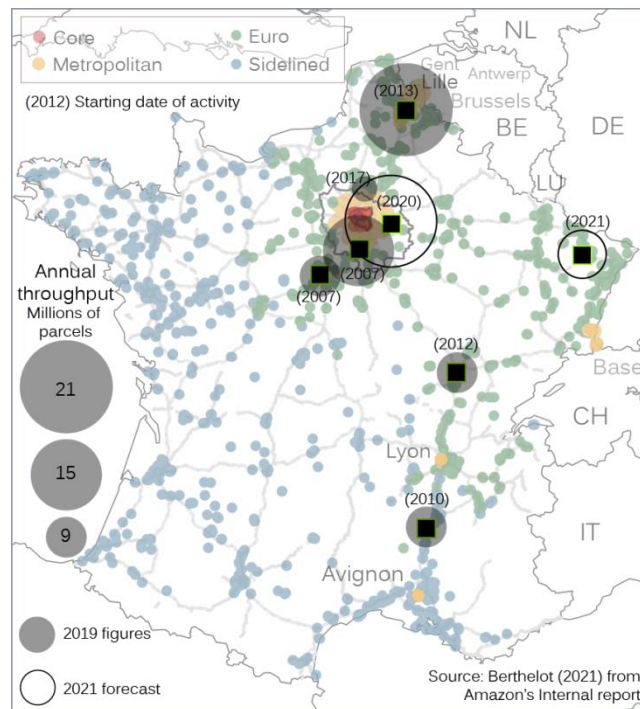 Core
Euro
Metropolitan
Sidelined
(2012) Starting date of activity
NL
Gent
Antwerp
Lille
Brussels
(2013)
BE
DE
LU
(2017)
(2020)
(2021)
(2007)
(2007)
Annual
throughput
Millions of
parcels
21
15
9
(2012)
Base
CH
Lyon
(2010)
IT
Avignon
2019 figures
2021 forecast
Source: Berthelot (2021) from
Amazon's Internal report